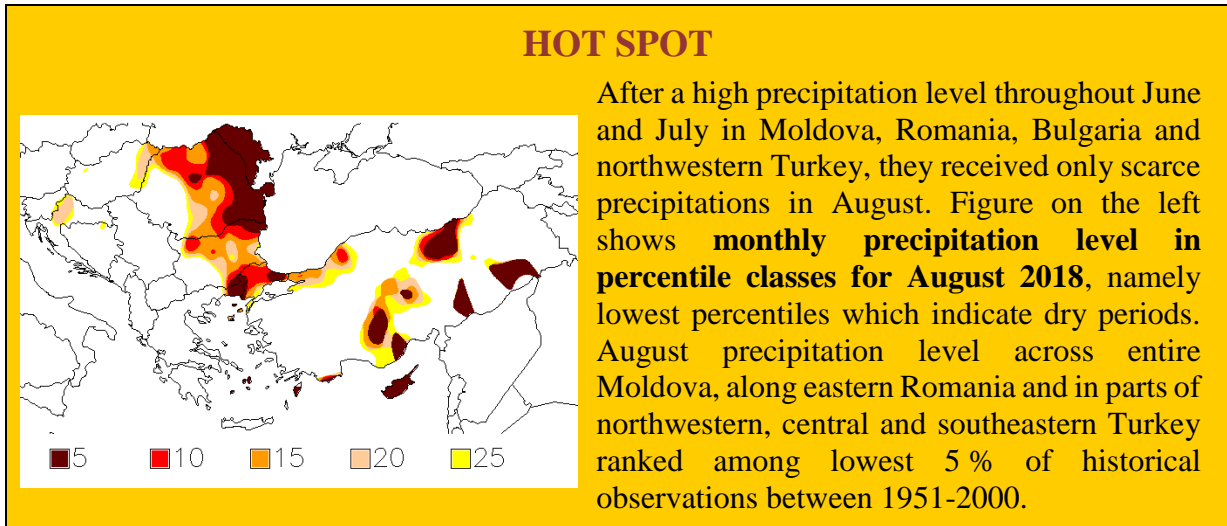 HOT SPOT
After a high precipitation level throughout June
and July in Moldova, Romania, Bulgaria and
northwestern Turkey, they received only scarce
precipitations in August. Figure on the left
shows monthly precipitation level in
percentile classes for August 2018, namely
lowest percentiles which indicate dry periods.
August precipitation level across entire
Moldova, along eastern Romania and in parts of
northwestern, central and southeastern Turkey
ranked among lowest 5 % of historical
observations between 1951-2000.
5 10 15 20 25